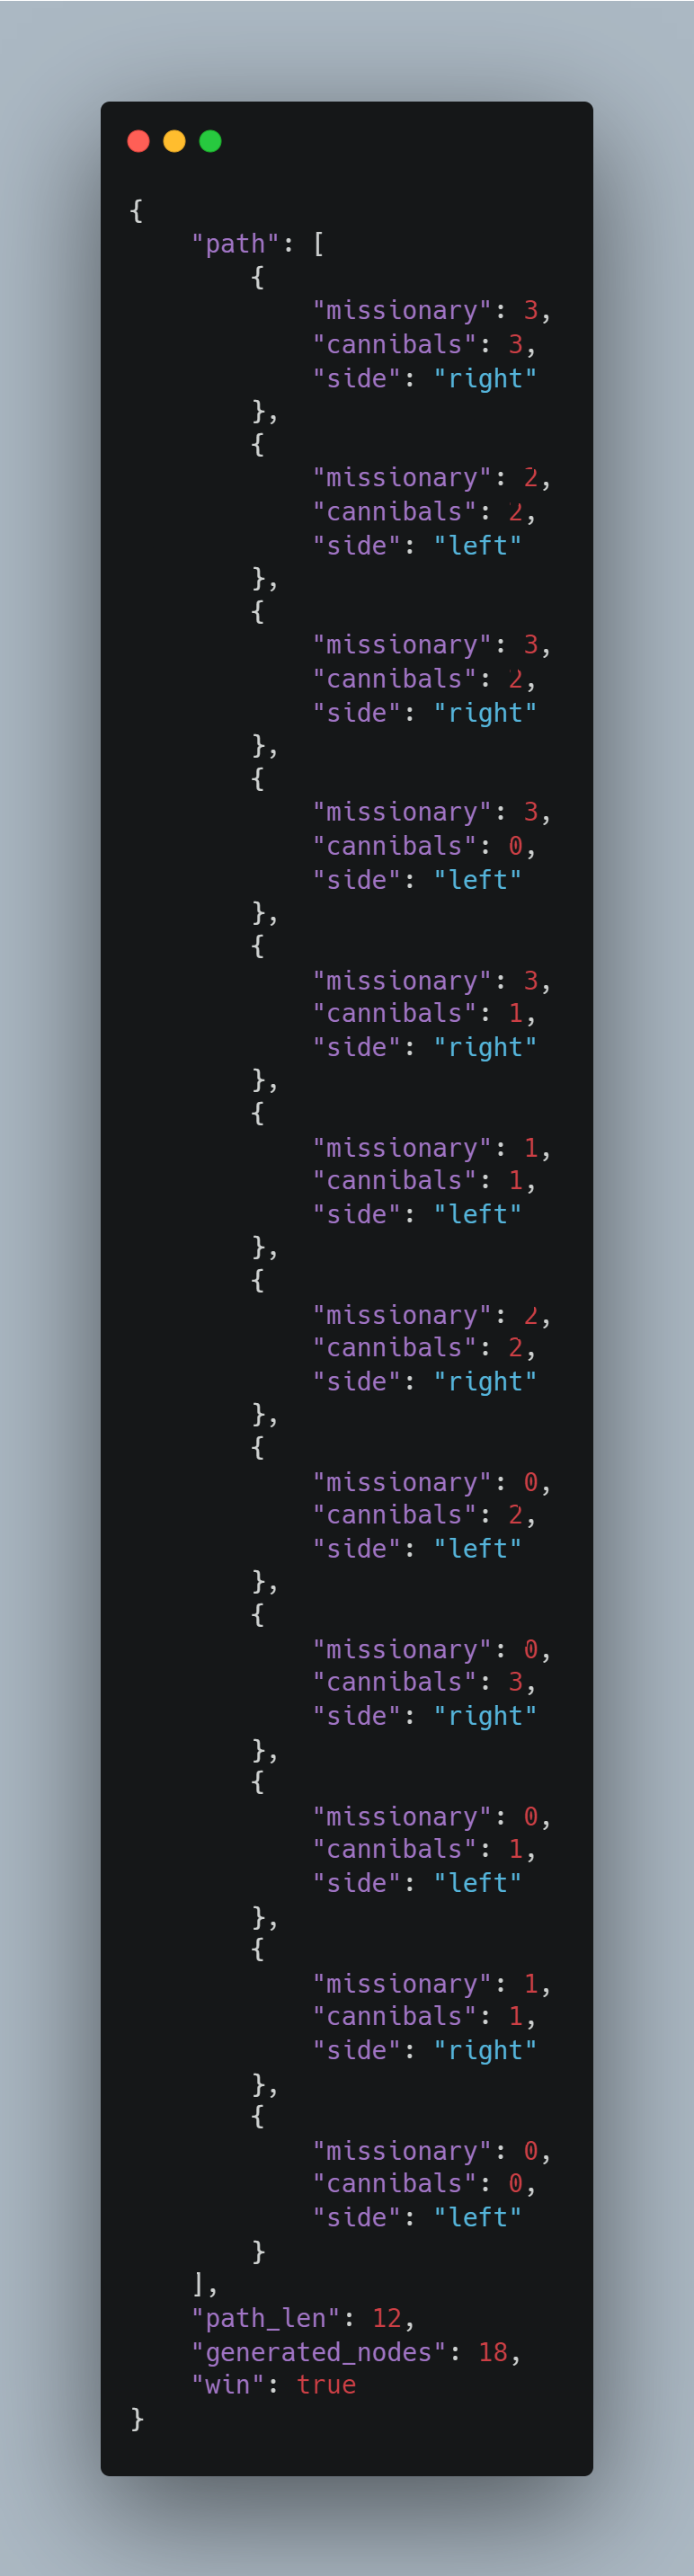 {
    "path": [
        {
            "missionary": 3,
            "cannibals": 3,
            "side": "right"
        },
        {
            "missionary": 2,
            "cannibals": 2,
            "side": "left"
        },
        {
            "missionary": 3,
            "cannibals": 2,
            "side": "right"
        },
        {
            "missionary": 3,
            "cannibals": 0,
            "side": "left"
        },
        {
            "missionary": 3,
            "cannibals": 1,
            "side": "right"
        },
        {
            "missionary": 1,
            "cannibals": 1,
            "side": "left"
        },
        {
            "missionary": 2,
            "cannibals": 2,
            "side": "right"
        },
        {
            "missionary": 0,
            "cannibals": 2,
            "side": "left"
        },
        {
            "missionary": 0,
            "cannibals": 3,
            "side": "right"
        },
        {
            "missionary": 0,
            "cannibals": 1,
            "side": "left"
        },
        {
            "missionary": 1,
            "cannibals": 1,
            "side": "right"
        },
        {
            "missionary": 0,
            "cannibals": 0,
            "side": "left"
        }
    ],
    "path_len": 12,
    "generated_nodes": 18,
    "win": true
}